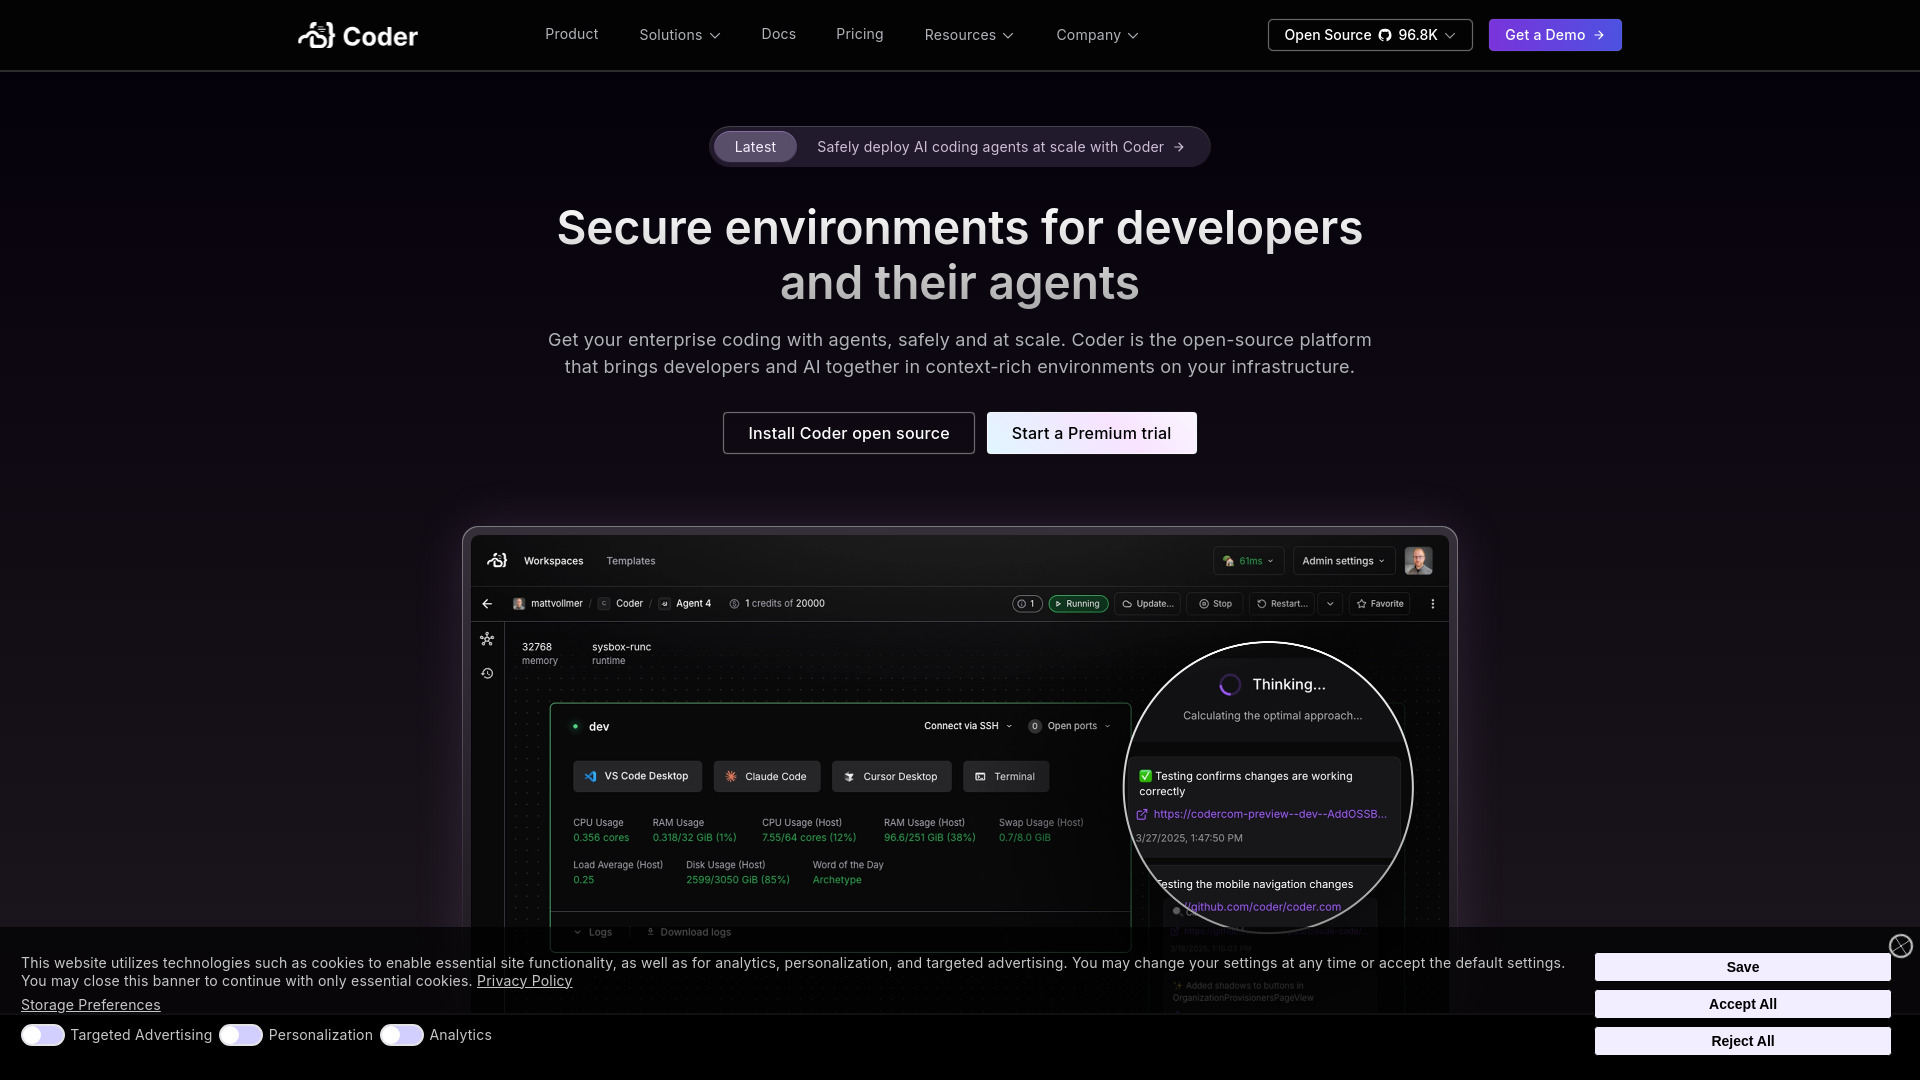 Coder
Product
Solutions
Docs
Pricing
Resources
Company
Open Source 96.8K
Get a Demo
Latest
Safely deploy AI coding agents at scale with Coder
Secure environments for developers
and their agents
Get your enterprise coding with agents, safely and at scale. Coder is the open-source platform
that brings developers and AI together in context-rich environments on your infrastructure.
Install Coder open source
Start a Premium trial
Workspaces
Templates
61ms
Admin settings
mattvollmer / C Coder / Agent 4
1 credits of 20000
1
Running
Update...
Stop
Restart...
Favorite
32768
memory
sysbox-runc
runtime
dev
Connect via SSH
0 Open ports
VS Code Desktop
Claude Code
Cursor Desktop
Terminal
CPU Usage
0.356 cores
RAM Usage
0.318/32 GiB (1%)
CPU Usage (Host)
7.55/64 cores (12%)
RAM Usage (Host)
96.6/251 GiB (38%)
Swap Usage (Host)
0.7/8.0 GiB
Load Average (Host)
0.25
Disk Usage (Host)
2599/3050 GiB (85%)
Word of the Day
Archetype
Logs
Download logs
Thinking...
Calculating the optimal approach...
✅ Testing confirms changes are working
correctly
https://codercom-preview--dev--AddOSSB...
3/27/2025, 1:47:50 PM
Testing the mobile navigation changes
//github.com/coder/coder.com
✨ Added shadows to buttons in
OrganizationProvisionersPageView
This website utilizes technologies such as cookies to enable essential site functionality, as well as for analytics, personalization, and targeted advertising. You may change your settings at any time or accept the default settings.
You may close this banner to continue with only essential cookies. Privacy Policy
Storage Preferences
Targeted Advertising
Personalization
Analytics
Save
Accept All
Reject All